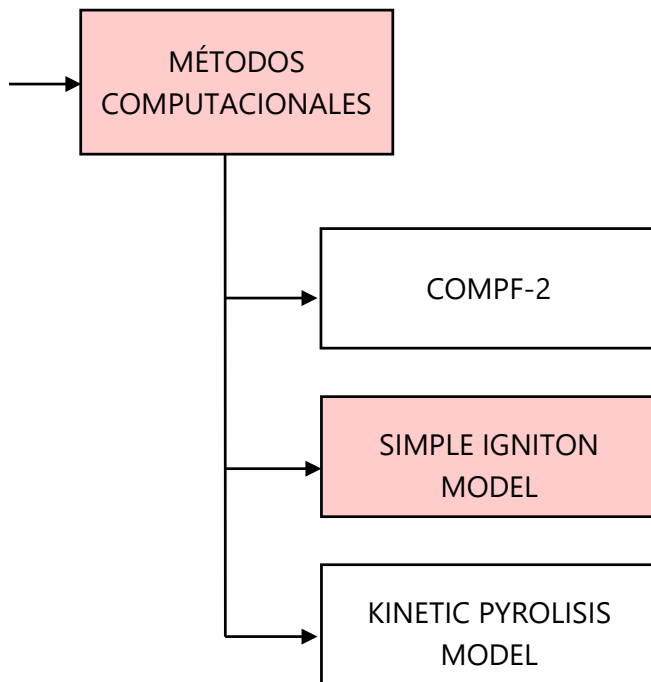 MÉTODOS
COMPUTACIONALES
COMPF-2
SIMPLE IGNITON
MODEL
KINETIC PYROLISIS
MODEL